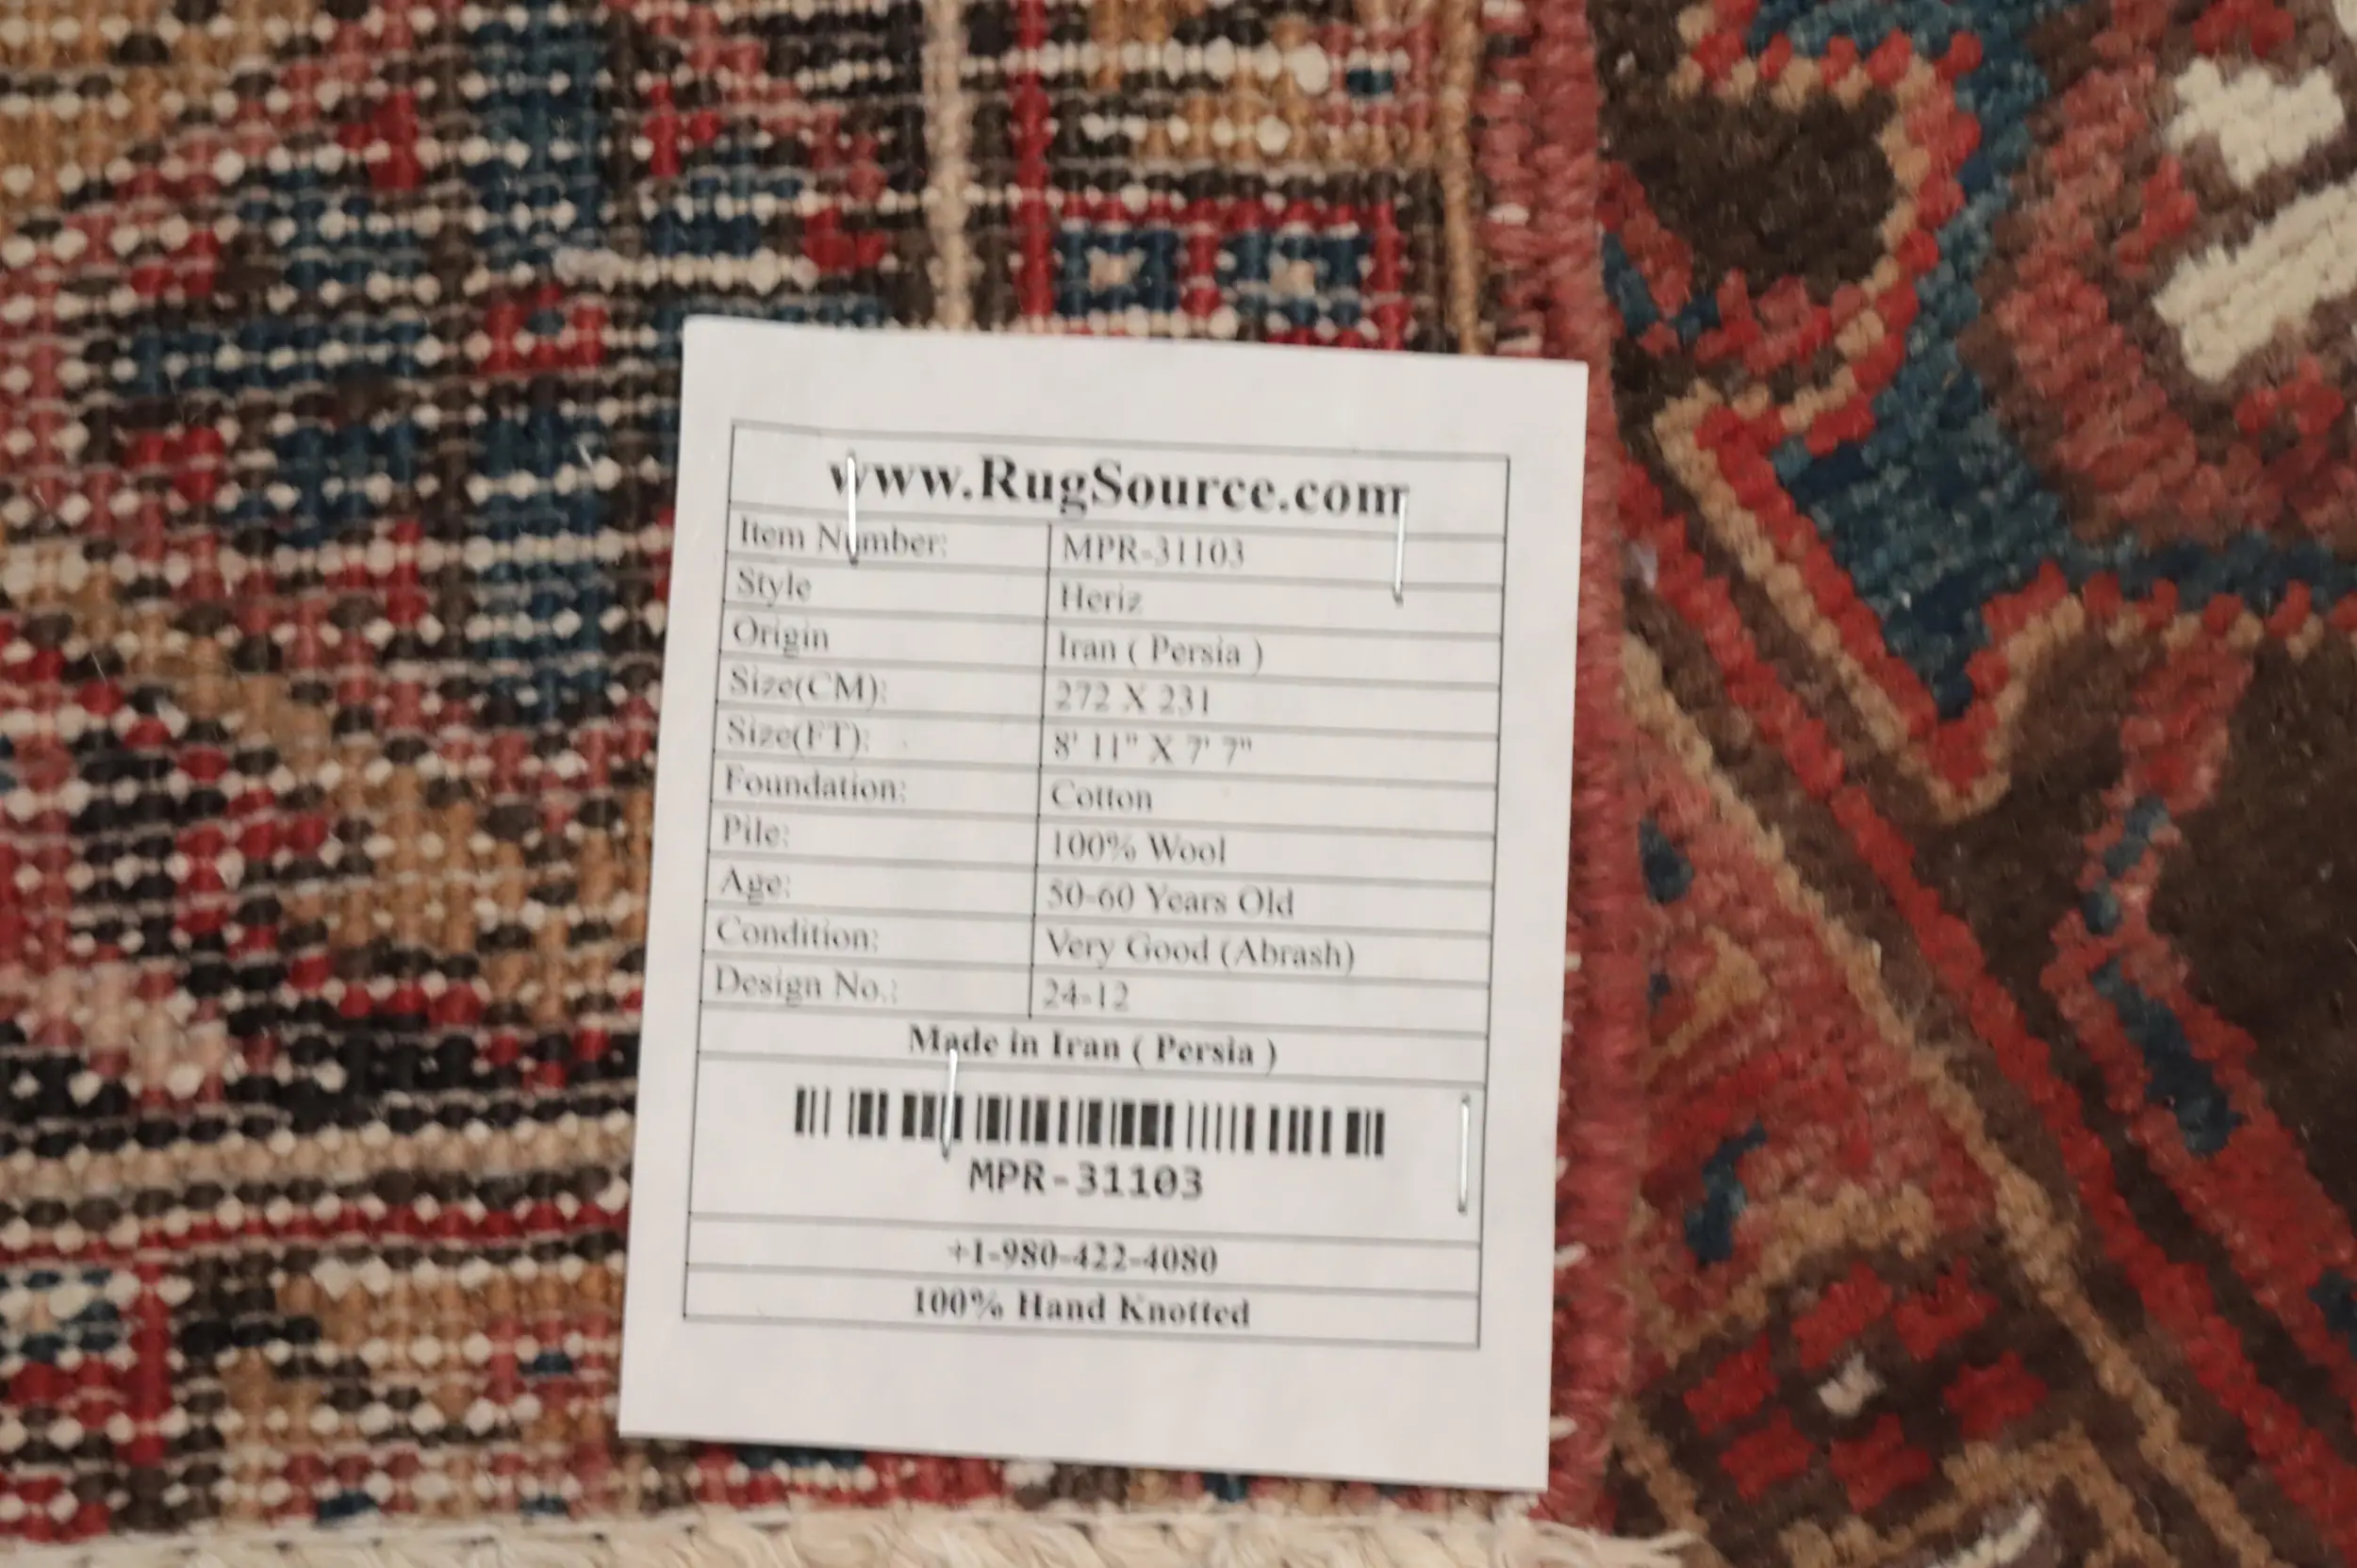 www.RugSource.com
Item Number: MPR-31103
Style Heriz
Origin Iran ( Persia )
Size(CM): 272 X 231
Size(FT): 8' 11" X 7' 7"
Foundation: Cotton
Pile: 100% Wool
Age: 50-60 Years Old
Condition: Very Good (Abrash)
Design No.: 24-12
Made in Iran ( Persia )
MPR-31103
+1-980-422-4080
100% Hand Knotted